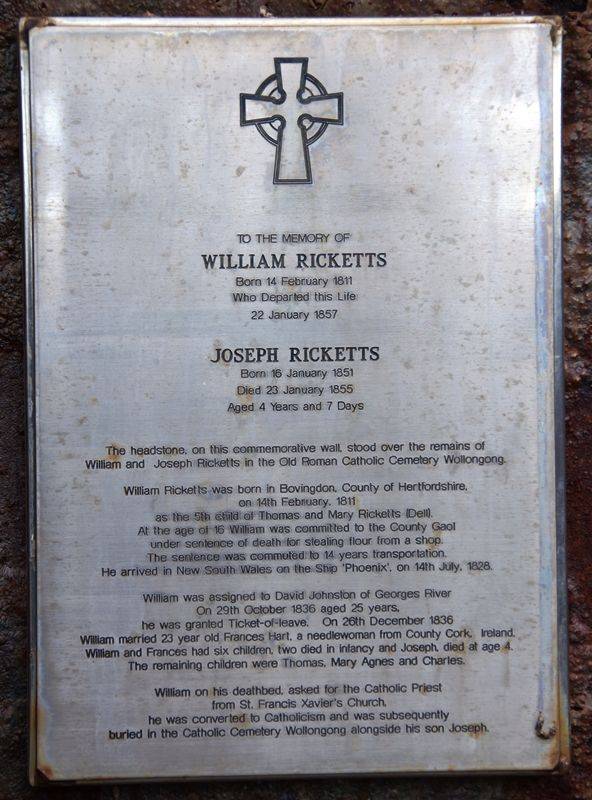 TO THE MEMORY OF
WILLIAM RICKETTS
Born 14 February 1811
Who Departed this Life
22 January 1857
JOSEPH RICKETTS
Born 16 January 1851
Died 23 January 1855
Aged 4 Years and 7 Days
The headstone, on this commemorative wall, stood over the remains of
William and Joseph Ricketts in the Old Roman Catholic Cemetery Wollongong.
William Ricketts was born in Bovingdon, County of Hertfordshire,
on 14th February, 1811
as the 5th child of Thomas and Mary Ricketts (Dell).
At the age of 16 William was committed to the County Gaol
under sentence of death for stealing flour from a shop.
The sentence was commuted to 14 years transportation.
He arrived in New South Wales on the Ship 'Phoenix', on 14th July, 1828.
William was assigned to David Johnston of Georges River
On 29th October 1836 aged 25 years,
he was granted Ticket-of-leave. On 26th December 1836
William married 23 year old Frances Hart, a needlewoman from County Cork, Ireland.
William and Frances had six children, two died in infancy and Joseph, died at age 4.
The remaining children were Thomas, Mary Agnes and Charles.
William on his deathbed, asked for the Catholic Priest
from St. Francis Xavier's Church,
he was converted to Catholicism and was subsequently
buried in the Catholic Cemetery Wollongong alongside his son Joseph.